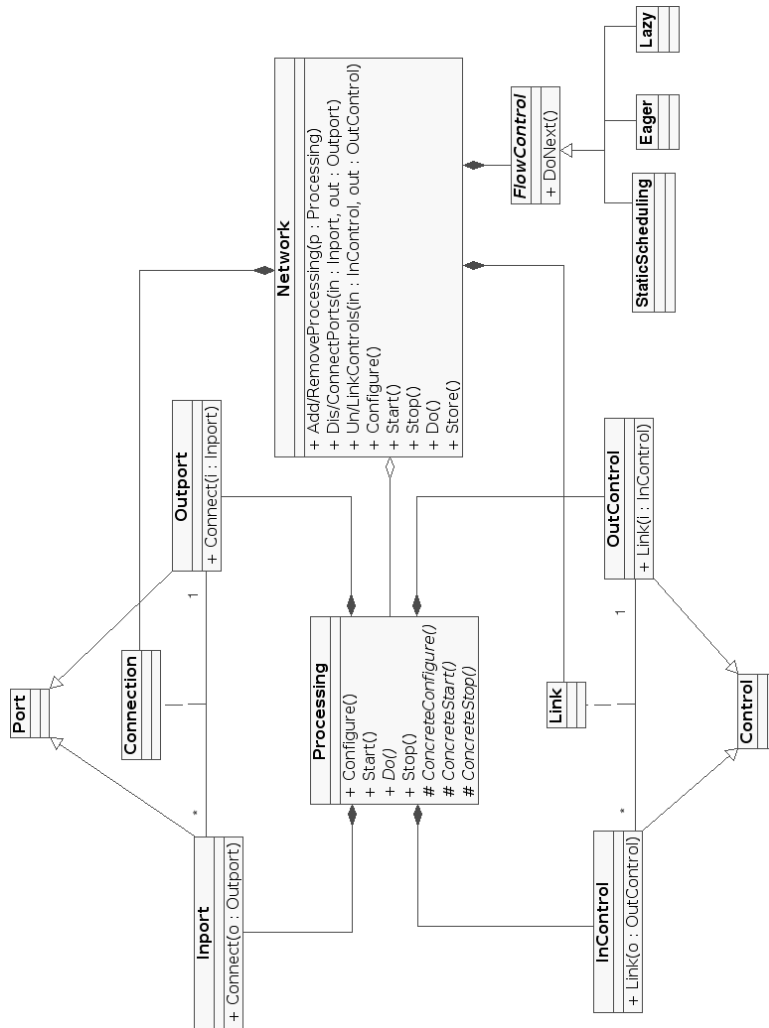 Port
Connection
Inport
+ Connect(o : Outport)
*
1
Outport
+ Connect(i : Inport)
Processing
+ Configure()
+ Start()
+ Do()
+ Stop()
# ConcreteConfigure()
# ConcreteStart()
# ConcreteStop()
Network
+ Add/RemoveProcessing(p : Processing)
+ Dis/ConnectPorts(in : Inport, out : Outport)
+ Un/LinkControls(in : InControl, out : OutControl)
+ Configure()
+ Start()
+ Stop()
+ Do()
+ Store()
FlowControl
+ DoNext()
Link
InControl
+ Link(o : OutControl)
*
1
OutControl
+ Link(i : InControl)
StaticScheduling
Eager
Lazy
Control